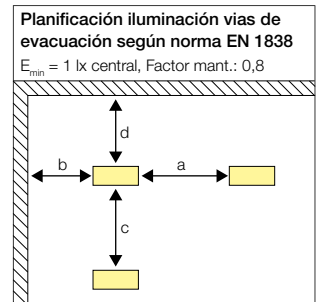 Planificación iluminación vias de
evacuación según norma EN 1838
Emin = 1 lx central, Factor mant.: 0,8
d
b
a
c